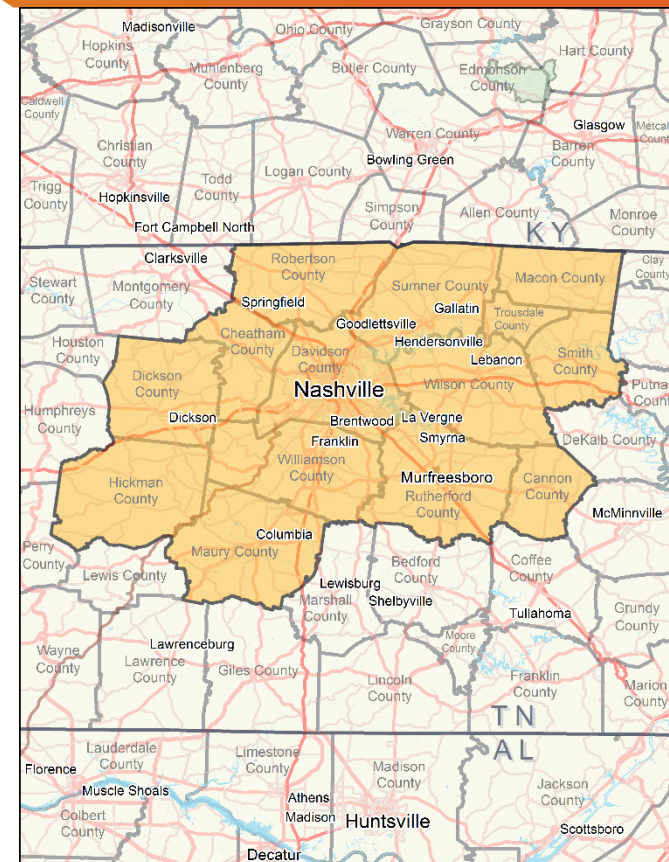 Madisonville
Ohio County
Grayson County
Hopkins
County
Muhlenberg
County
Butler County
Edmonson
County
Hart County
Caldwell
County
Christian
County
Warren County
Glasgow
Metcal
Count
Barren
County
Bowling Green
Trigg
County
Todd
County
Logan County
Hopkinsville
Simpson
County
Allen County
Monroe
County
Fort Campbell North
KY
Clarksville
Robertson
County
Clay
County
Stewart
County
Montgomery
County
Sumner County
Macon County
Springfield
Gallatin
Trousdale
County
Goodlettsville
Cheatham
County
Houston
County
Hendersonville
Davidson
County
Lebanon
Smith
County
Dickson
County
Nashville
Wilson County
Putna
Count
Humphreys
County
Dickson
Brentwood
La Vergne
Smyrna
DeKalb County
Franklin
Williamson
County
Hickman
County
Murfreesboro
Rutherford
County
Cannon
County
McMinnville
Columbia
Maury County
Perry
County
Lewis County
Bedford
County
Coffee
County
Lewisburg
Marshall
County
Shelbyville
Tullahoma
Grundy
County
Wayne
County
Lawrenceburg
Lawrence
County
Giles County
Moore
County
Lincoln
County
Franklin
County
Marion
County
TN
AL
Lauderdale
County
Limestone
County
Madison
County
Florence
Jackson
County
Muscle Shoals
Athens
Colbert
County
Madison
Huntsville
Scottsboro
Decatur